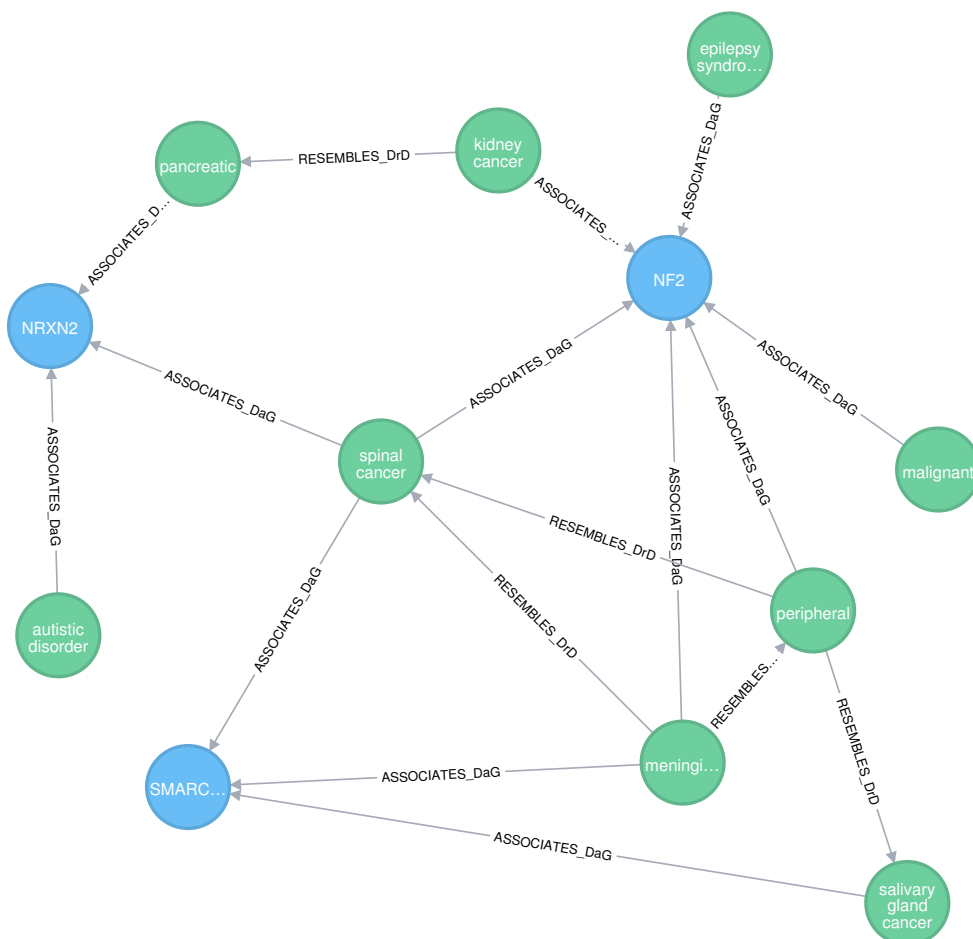 epilepsy
syndro…
ASSOCIATES_DaG
kidney
cancer
RESEMBLES_DrD
pancreatic
ASSOCIATES_D…
ASSOCIATES_…
NF2
NRXN2
ASSOCIATES_DaG
ASSOCIATES_DaG
ASSOCIATES_DaG
ASSOCIATES_DaG
ASSOCIATES_DaG
spinal
cancer
malignant
ASSOCIATES_DaG
ASSOCIATES_DaG
RESEMBLES_DrD
RESEMBLES_DrD
ASSOCIATES_DaG
peripheral
autistic
disorder
RESEMBLES…
RESEMBLES_DrD
meningi…
ASSOCIATES_DaG
SMARC…
ASSOCIATES_DaG
salivary
gland
cancer